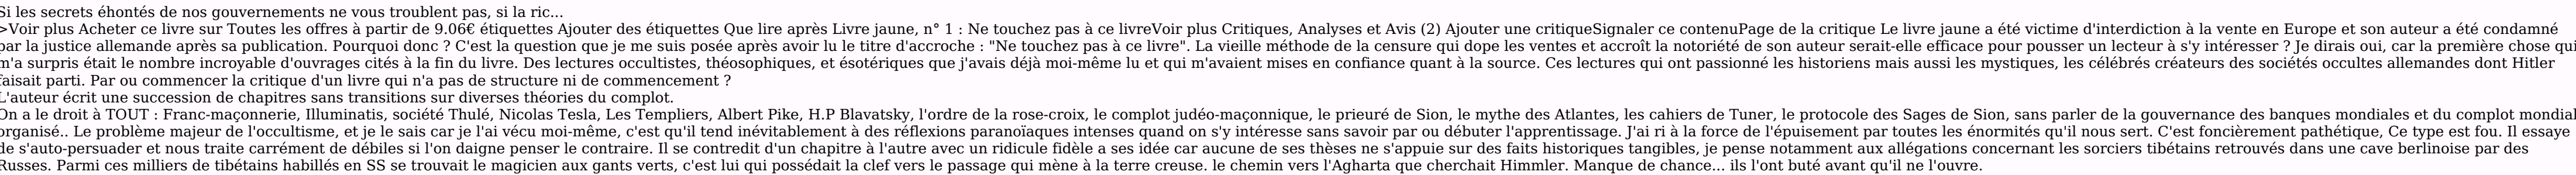 Si les secrets éhontés de nos gouvernements ne vous troublent pas, si la ric...
>Voir plus Acheter ce livre sur Toutes les offres à partir de 9.06€ étiquettes Ajouter des étiquettes Que lire après Livre jaune, n° 1 : Ne touchez pas à ce livreVoir plus Critiques, Analyses et Avis (2) Ajouter une critiqueSignaler ce contenuPage de la critique Le livre jaune a été victime d'interdiction à la vente en Europe et son auteur a été condamné
par la justice allemande après sa publication. Pourquoi donc ? C'est la question que je me suis posée après avoir lu le titre d'accroche : "Ne touchez pas à ce livre". La vieille méthode de la censure qui dope les ventes et accroît la notoriété de son auteur serait-elle efficace pour pousser un lecteur à s'y intéresser ? Je dirais oui, car la première chose qui
m'a surpris était le nombre incroyable d'ouvrages cités à la fin du livre. Des lectures occultistes, théosophiques, et ésotériques que j'avais déjà moi-même lu et qui m'avaient mises en confiance quant à la source. Ces lectures qui ont passionné les historiens mais aussi les mystiques, les célébrés créateurs des sociétés occultes allemandes dont Hitler
faisait parti. Par ou commencer la critique d'un livre qui n'a pas de structure ni de commencement ?
L'auteur écrit une succession de chapitres sans transitions sur diverses théories du complot.
On a le droit à TOUT : Franc-maçonnerie, Illuminatis, société Thulé, Nicolas Tesla, Les Templiers, Albert Pike, H.P Blavatsky, l'ordre de la rose-croix, le complot judéo-maçonnique, le prieuré de Sion, le mythe des Atlantes, les cahiers de Tuner, le protocole des Sages de Sion, sans parler de la gouvernance des banques mondiales et du complot mondial
organisé.. Le problème majeur de l'occultisme, et je le sais car je l'ai vécu moi-même, c'est qu'il tend inévitablement à des réflexions paranoïaques intenses quand on s'y intéresse sans savoir par ou débuter l'apprentissage. J'ai ri à la force de l'épuisement par toutes les énormités qu'il nous sert. C'est foncièrement pathétique, Ce type est fou. Il essaye
de s'auto-persuader et nous traite carrément de débiles si l'on daigne penser le contraire. Il se contredit d'un chapitre à l'autre avec un ridicule fidèle a ses idée car aucune de ses thèses ne s'appuie sur des faits historiques tangibles, je pense notamment aux allégations concernant les sorciers tibétains retrouvés dans une cave berlinoise par des
Russes. Parmi ces milliers de tibétains habillés en SS se trouvait le magicien aux gants verts, c'est lui qui possédait la clef vers le passage qui mène à la terre creuse. le chemin vers l'Agharta que cherchait Himmler. Manque de chance... ils l'ont buté avant qu'il ne l'ouvre.